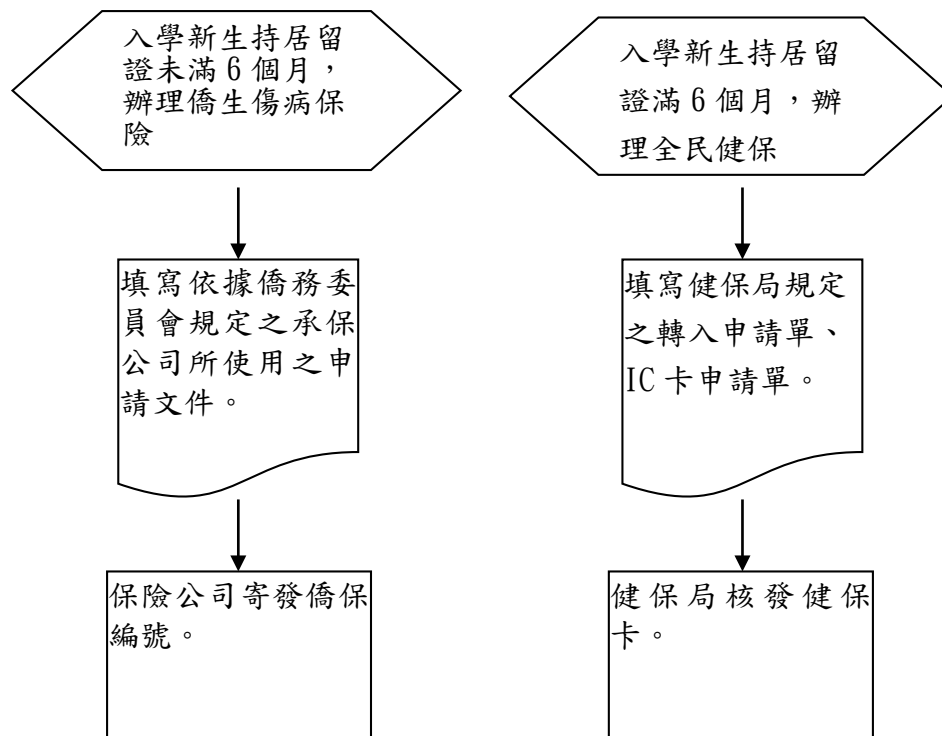 入學新生持居留
證未滿6個月，
辦理僑生傷病保
險
填寫依據僑務委
員會規定之承保
公司所使用之申
請文件。
保險公司寄發僑保
編號。
入學新生持居留
證滿6個月，辦
理全民健保
填寫健保局規定
之轉入申請單、
IC卡申請單。
健保局核發健保
卡。